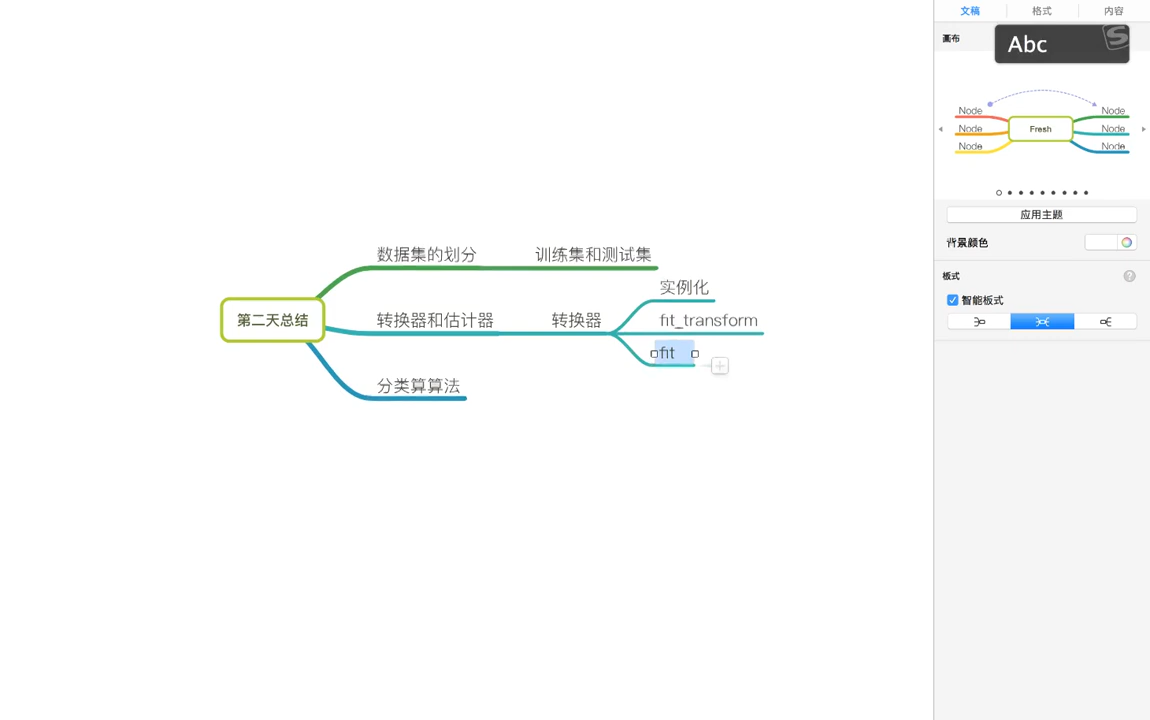 文稿
格式
内容
画布
Abc
Node
Node
Node
Fresh
Node
Node
Node
应用主题
背景颜色
板式
智能板式
第二天总结
数据集的划分
训练集和测试集
转换器和估计器
转换器
实例化
fit_transform
fit
分类算算法